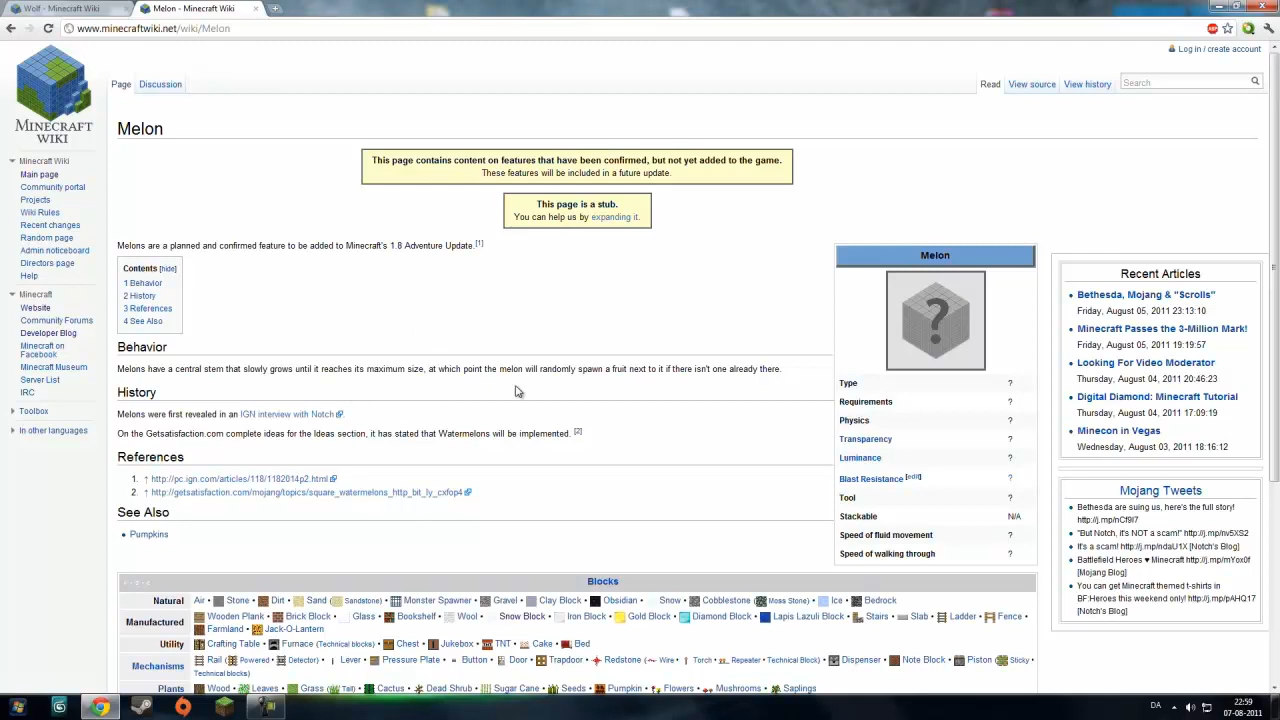 Wolf - Minecraft Wiki
Melon - Minecraft Wiki
www.minecraftwiki.net/wiki/Melon
Log in / create account
Page
Discussion
Read
View source
View history
Search
MINECRAFT
WIKI
Minecraft Wiki
Main page
Community portal
Projects
Wiki Rules
Recent changes
Random page
Admin noticeboard
Directors page
Help
Minecraft
Website
Community Forums
Developer Blog
Minecraft on
Facebook
Minecraft Museum
Server List
IRC
Toolbox
In other languages
Melon
This page contains content on features that have been confirmed, but not yet added to the game.
These features will be included in a future update.
This page is a stub.
You can help us by expanding it.
Melons are a planned and confirmed feature to be added to Minecraft's 1.8 Adventure Update.[1]
Contents [hide]
1 Behavior
2 History
3 References
4 See Also
Behavior
Melons have a central stem that slowly grows until it reaches its maximum size, at which point the melon will randomly spawn a fruit next to it if there isn't one already there.
History
Melons were first revealed in an IGN interview with Notch.
On the Getsatisfaction.com complete ideas for the Ideas section, it has stated that Watermelons will be implemented. [2]
References
1. ↑ http://pc.ign.com/articles/118/1182014p2.html
2. ↑ http://getsatisfaction.com/mojang/topics/square_watermelons_http_bit_ly_cxfop4
See Also
• Pumpkins
Melon
?
Type ?
Requirements ?
Physics ?
Transparency ?
Luminance ?
Blast Resistance [edit] ?
Tool ?
Stackable N/A
Speed of fluid movement ?
Speed of walking through ?
Recent Articles
• Bethesda, Mojang & "Scrolls"
Friday, August 05, 2011 23:13:10
• Minecraft Passes the 3-Million Mark!
Friday, August 05, 2011 19:19:57
• Looking For Video Moderator
Thursday, August 04, 2011 20:46:23
• Digital Diamond: Minecraft Tutorial
Thursday, August 04, 2011 17:09:19
• Minecon in Vegas
Wednesday, August 03, 2011 18:16:12
Mojang Tweets
• Bethesda are suing us, here's the full story!
http://j.mp/nCf9I7
• "But Notch, it's NOT a scam!" http://j.mp/nv5XS2
• It's a scam! http://j.mp/ndaU1X [Notch's Blog]
• Battlefield Heroes ♥ Minecraft http://j.mp/mYox0f
[Mojang Blog]
• You can get Minecraft themed t-shirts in
BF:Heroes this weekend only! http://j.mp/pAHQ17
[Notch's Blog]
Blocks
Natural Air • Stone • Dirt • Sand (Sandstone) • Monster Spawner • Gravel • Clay Block • Obsidian • Snow • Cobblestone (Moss Stone) • Ice • Bedrock
Manufactured Wooden Plank • Brick Block • Glass • Bookshelf • Wool • Snow Block • Iron Block • Gold Block • Diamond Block • Lapis Lazuli Block • Stairs • Slab • Ladder • Fence •
Farmland • Jack-O-Lantern
Utility Crafting Table • Furnace (Technical blocks) • Chest • Jukebox • TNT • Cake • Bed
Mechanisms Rail (Powered • Detector) • Lever • Pressure Plate • Button • Door • Trapdoor • Redstone (Wire • Torch • Repeater • Technical Block) • Dispenser • Note Block • Piston (Sticky •
Technical blocks)
Plants Wood • Leaves • Grass (Tall) • Cactus • Dead Shrub • Sugar Cane • Seeds • Pumpkin • Flowers • Mushrooms • Saplings
DA
22:59
07-08-2011